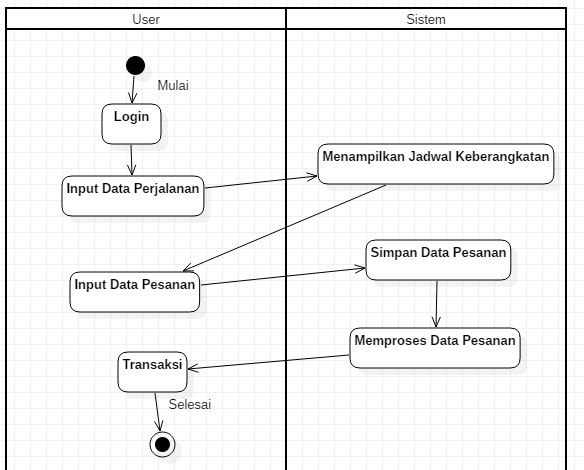 User
Sistem
Mulai
Login
Menampilkan Jadwal Keberangkatan
Input Data Perjalanan
Simpan Data Pesanan
Input Data Pesanan
Memproses Data Pesanan
Transaksi
Selesai